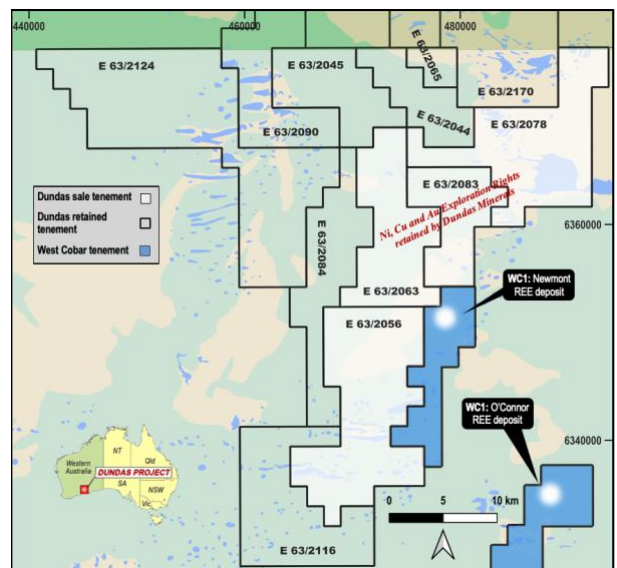 440000
460000
480000
E 63/2124
E 63/2045
E 63/2065
E 63/2170
E 63/2044
E 63/2078
E 63/2090
E 63/2083
Dundas sale tenement
Dundas retained
tenement
West Cobar tenement
Ni, Cu and Au Exploration Rights
retained by Dundas Minerals
6360000
E 63/2084
E 63/2063
WC1: Newmont
REE deposit
E 63/2056
WC1: O'Connor
REE deposit
6340000
NT
Qld
Western
Australia
DUNDAS PROJECT
SA
NSW
Vic
0 5 10 km
E 63/2116